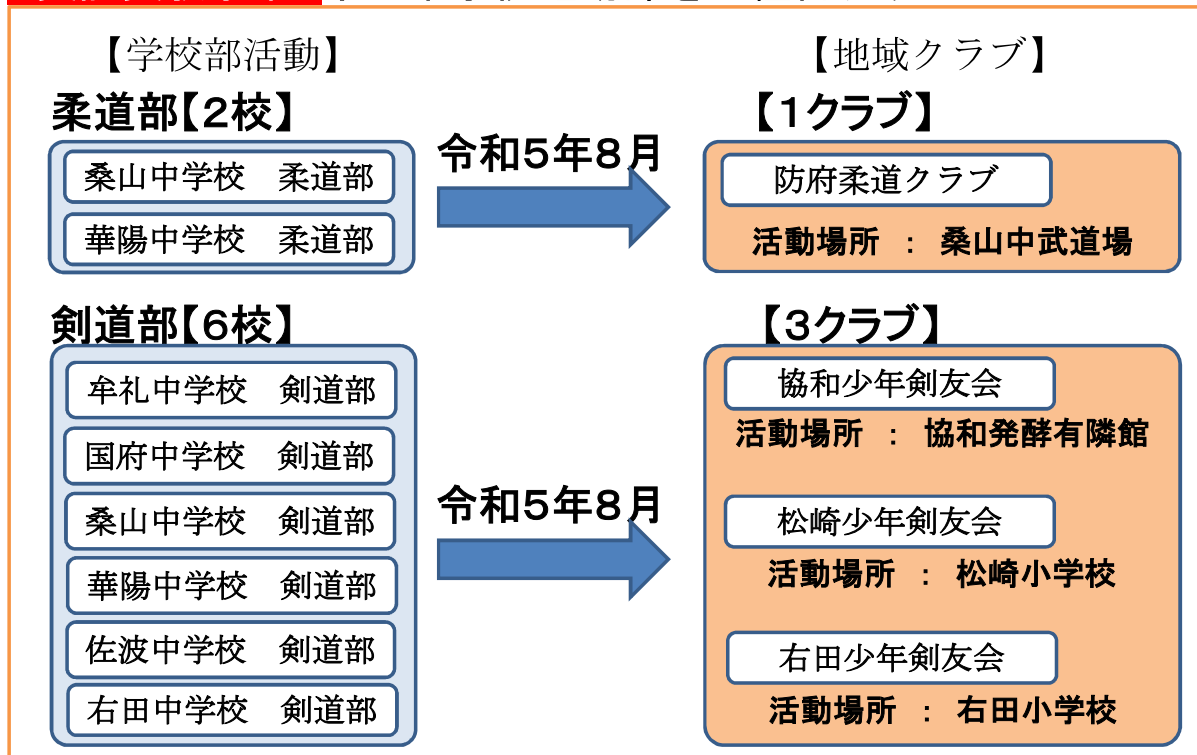 【学校部活動】
【地域クラブ】
柔道部【2校】
桑山中学校 柔道部
華陽中学校 柔道部
令和5年8月
【1クラブ】
防府柔道クラブ
活動場所 : 桑山中武道場
剣道部【6校】
牟礼中学校 剣道部
国府中学校 剣道部
桑山中学校 剣道部
華陽中学校 剣道部
佐波中学校 剣道部
右田中学校 剣道部
令和5年8月
【3クラブ】
協和少年剣友会
活動場所 : 協和発酵有隣館
松崎少年剣友会
活動場所 : 松崎小学校
右田少年剣友会
活動場所 : 右田小学校